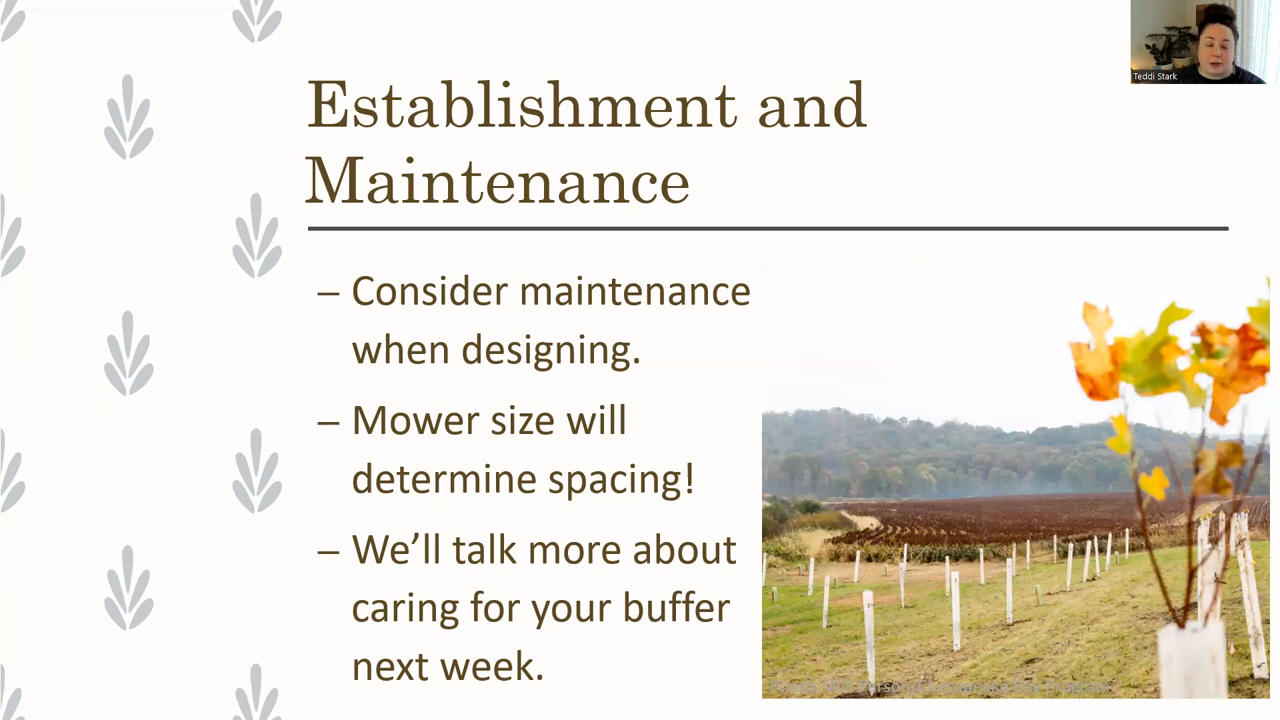 Teddi Stark
Establishment and
Maintenance
– Consider maintenance
when designing.
– Mower size will
determine spacing!
– We’ll talk more about
caring for your buffer
next week.